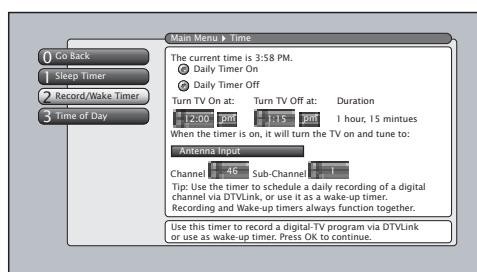 Main Menu ▸ Time
0 Go Back
1 Sleep Timer
2 Record/Wake Timer
3 Time of Day
The current time is 3:58 PM.
Daily Timer On
Daily Timer Off
Turn TV On at: Turn TV Off at: Duration
12:00 pm 1:15 pm 1 hour, 15 mintues
When the timer is on, it will turn the TV on and tune to:
Antenna Input
Channel 46 Sub-Channel 1
Tip: Use the timer to schedule a daily recording of a digital
channel via DTVLink, or use it as a wake-up timer.
Recording and Wake-up timers always function together.
Use this timer to record a digital-TV program via DTVLink
or use as wake-up timer. Press OK to continue.